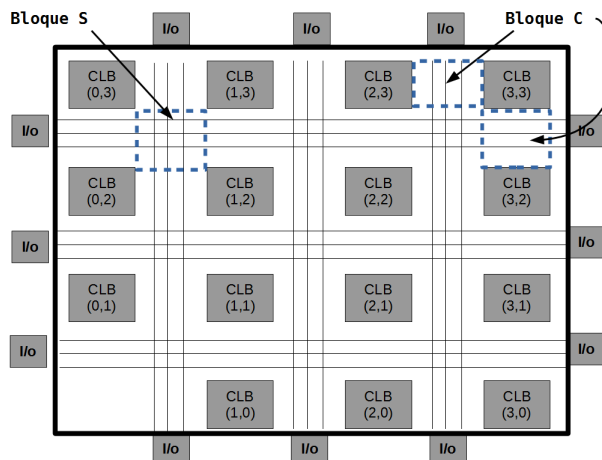 Bloque S
I/o
I/o
I/o
Bloque C
CLB
(0,3)
CLB
(1,3)
CLB
(2,3)
CLB
(3,3)
I/o
I/o
CLB
(0,2)
CLB
(1,2)
CLB
(2,2)
CLB
(3,2)
I/o
I/o
CLB
(0,1)
CLB
(1,1)
CLB
(2,1)
CLB
(3,1)
I/o
I/o
CLB
(1,0)
CLB
(2,0)
CLB
(3,0)
I/o
I/o
I/o